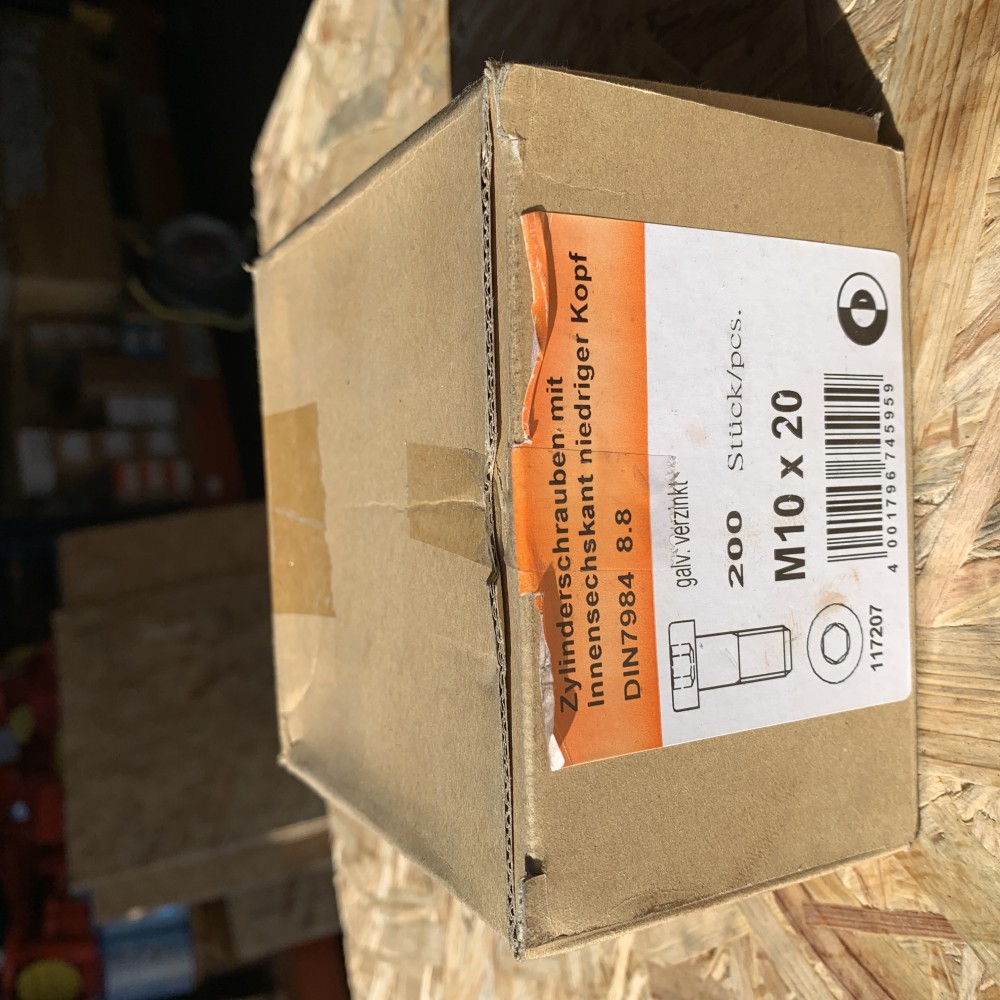 Zylinderschrauben mit
Innensechskant niedriger Kopf
DIN7984 8.8
galv. verzinkt
200 Stück/pcs.
M10 x 20
4 001796 745959
117207